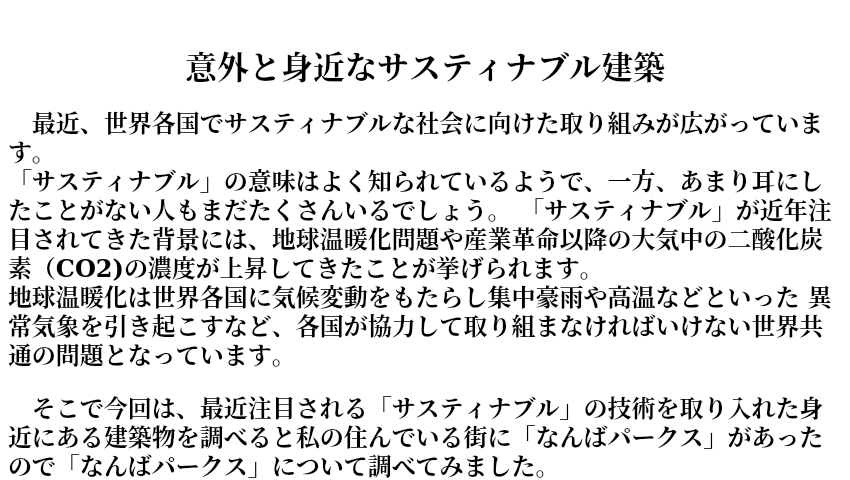 意外と身近なサスティナブル建築
　最近、世界各国でサスティナブルな社会に向けた取り組みが広がっていま
す。
「サスティナブル」の意味はよく知られているようで、一方、あまり耳にし
たことがない人もまだたくさんいるでしょう。 「サスティナブル」が近年注
目されてきた背景には、地球温暖化問題や産業革命以降の大気中の二酸化炭
素（CO2)の濃度が上昇してきたことが挙げられます。
地球温暖化は世界各国に気候変動をもたらし集中豪雨や高温などといった 異
常気象を引き起こすなど、各国が協力して取り組まなければいけない世界共
通の問題となっています。
　そこで今回は、最近注目される「サスティナブル」の技術を取り入れた身
近にある建築物を調べると私の住んでいる街に「なんばパークス」があった
ので「なんばパークス」について調べてみました。